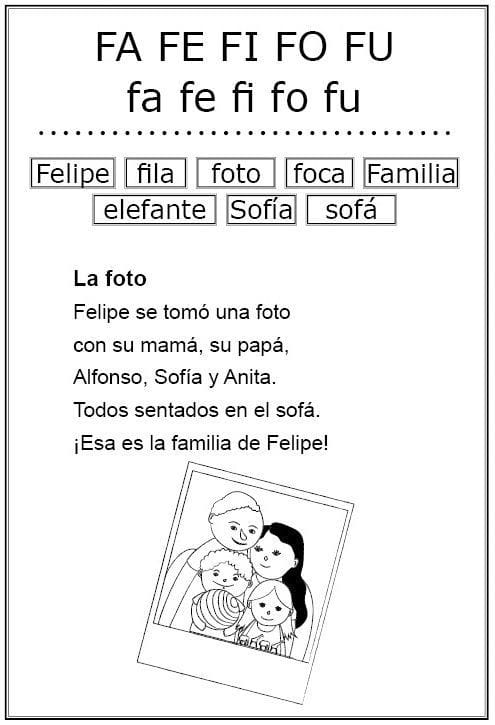 FA FE FI FO FU
fa fe fi fo fu
Felipe fila foto foca Familia
elefante Sofía sofá
La foto
Felipe se tomó una foto
con su mamá, su papá,
Alfonso, Sofía y Anita.
Todos sentados en el sofá.
¡Esa es la familia de Felipe!